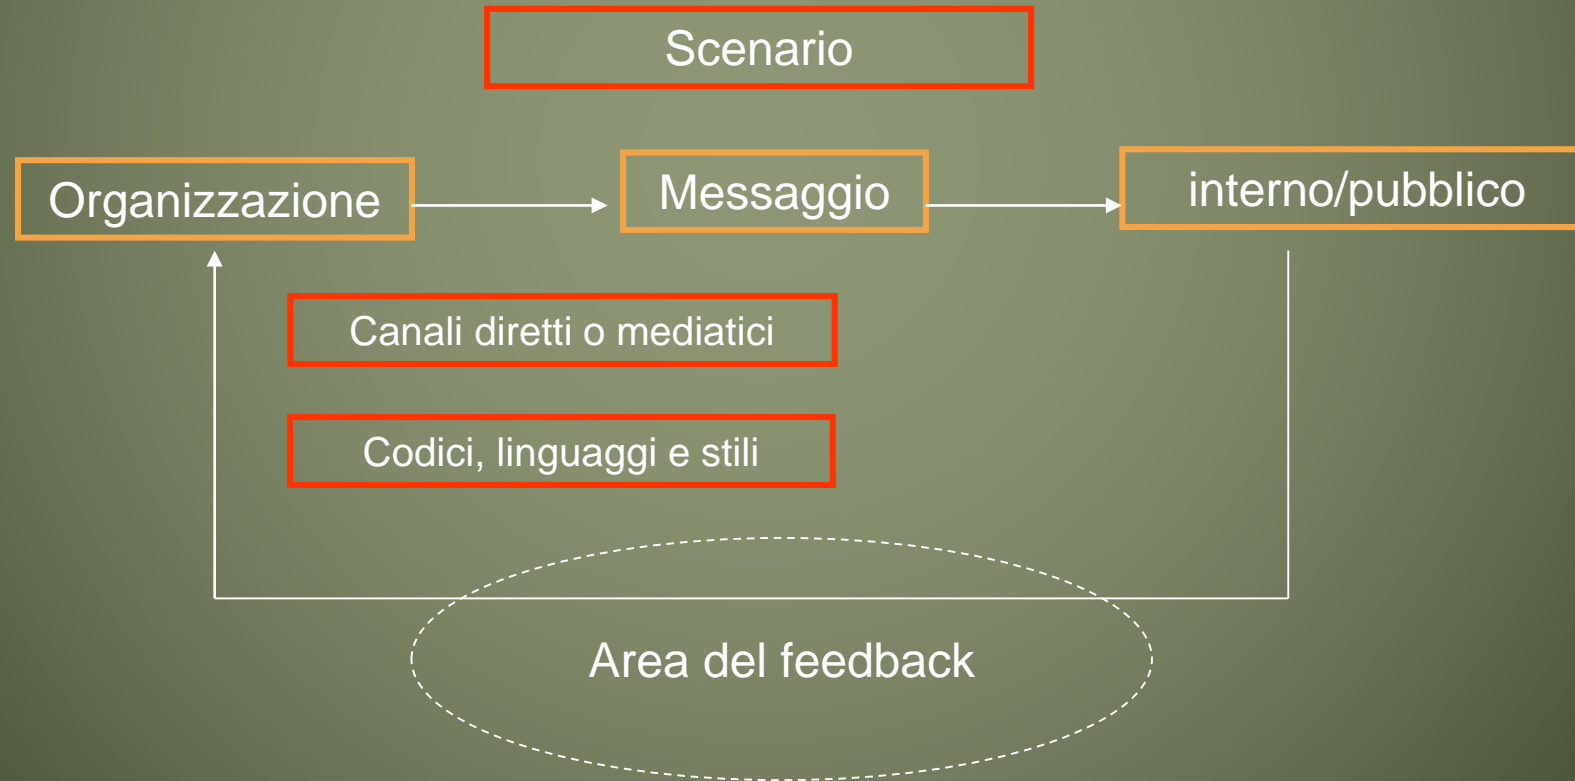 Scenario
Organizzazione
Messaggio
interno/pubblico
Canali diretti o mediatici
Codici, linguaggi e stili
Area del feedback